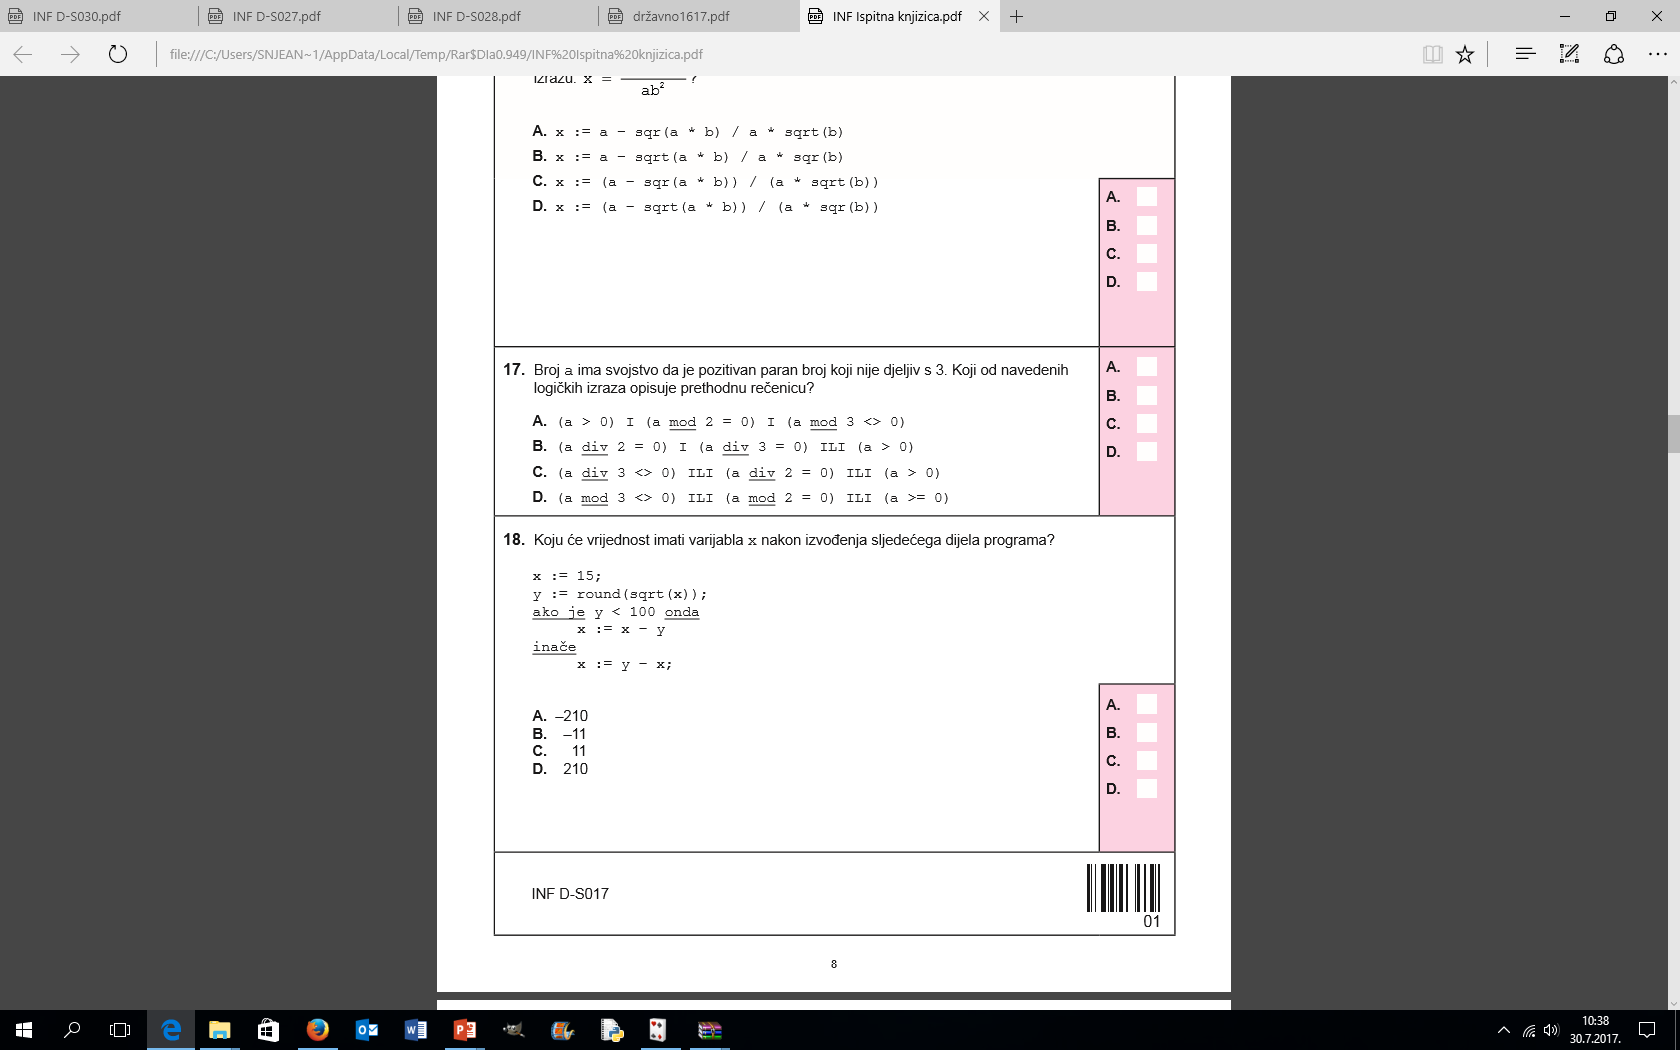 INF D-S030.pdf
INF D-S027.pdf
INF D-S028.pdf
državno1617.pdf
INF Ispitna knjizica.pdf
file:///C:/Users/SNJEAN~1/AppData/Local/Temp/Rar$DIa0.949/INF%20Ispitna%20knjizica.pdf
izrazu: x = ?
ab²
A. x := a − sqr(a * b) / a * sqrt(b)
B. x := a − sqrt(a * b) / a * sqr(b)
C. x := (a − sqr(a * b)) / (a * sqrt(b))
D. x := (a − sqrt(a * b)) / (a * sqr(b))
A.
B.
C.
D.
17. Broj a ima svojstvo da je pozitivan paran broj koji nije djeljiv s 3. Koji od navedenih
logičkih izraza opisuje prethodnu rečenicu?
A. (a > 0) I (a mod 2 = 0) I (a mod 3 <> 0)
B. (a div 2 = 0) I (a div 3 = 0) ILI (a > 0)
C. (a div 3 <> 0) ILI (a div 2 = 0) ILI (a > 0)
D. (a mod 3 <> 0) ILI (a mod 2 = 0) ILI (a >= 0)
A.
B.
C.
D.
18. Koju će vrijednost imati varijabla x nakon izvođenja sljedećega dijela programa?
x := 15;
y := round(sqrt(x));
ako je y < 100 onda
x := x − y
inače
x := y − x;
A. –210
B. –11
C. 11
D. 210
A.
B.
C.
D.
INF D-S017
01
8
10:38
30.7.2017.